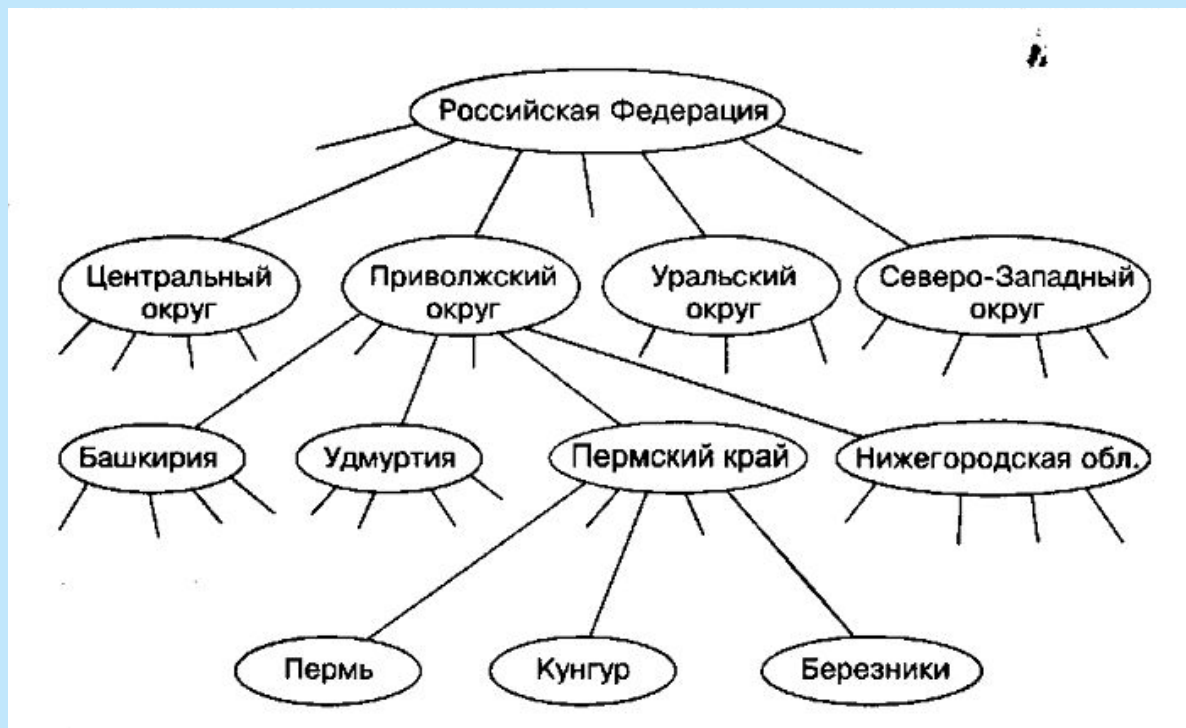 Российская Федерация
Центральный
округ
Приволжский
округ
Уральский
округ
Северо-Западный
округ
Башкирия
Удмуртия
Пермский край
Нижегородская обл.
Пермь
Кунгур
Березники